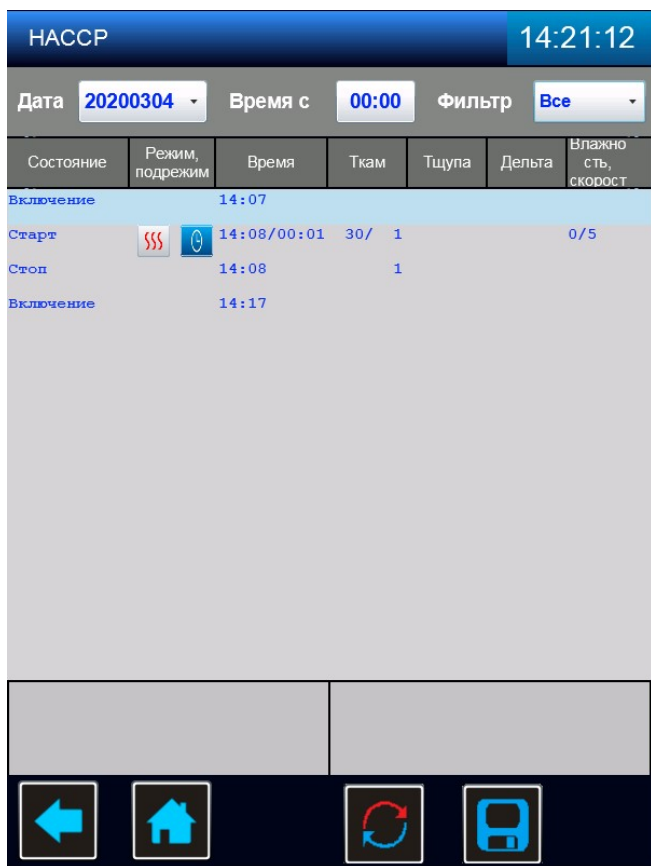 HACCP 14:21:12
Дата 20200304 Время с 00:00 Фильтр Все
Состояние Режим, подрежим Время Ткам Тщупа Дельта Влажно сть, скорост
Включение 14:07
Старт 14:08/00:01 30/ 1 0/5
Стоп 14:08 1
Включение 14:17